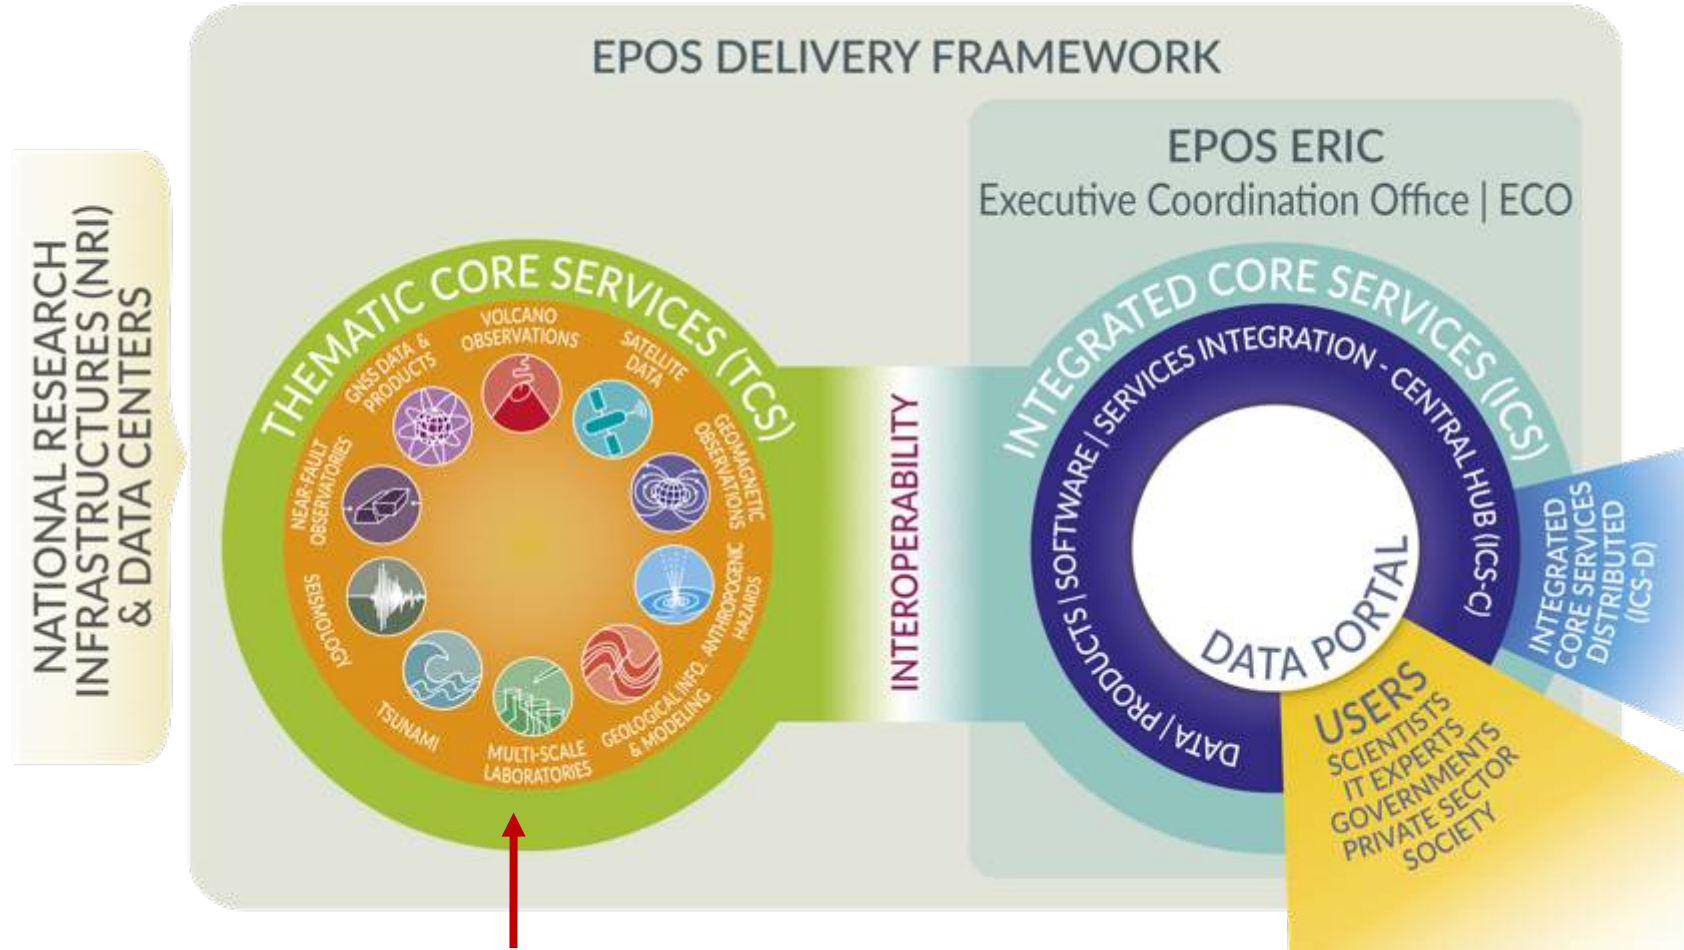 EPOS DELIVERY FRAMEWORK
NATIONAL RESEARCH
INFRASTRUCTURES (NRI)
& DATA CENTERS
THEMATIC CORE SERVICES (TCS)
VOLCANO
OBSERVATIONS
SATELLITE
DATA
GEOMAGNETIC
OBSERVATIONS
ANTHROPOGENIC
HAZARDS
GEOLOGICAL INFO.
& MODELING
MULTI-SCALE
LABORATORIES
TSUNAMI
SEISMOLOGY
NEAR-FAULT
OBSERVATORIES
GNSS DATA &
PRODUCTS
INTEROPERABILITY
EPOS ERIC
Executive Coordination Office | ECO
INTEGRATED CORE SERVICES (ICS)
DATA | PRODUCTS | SOFTWARE | SERVICES INTEGRATION - CENTRAL HUB (ICS-C)
DATA PORTAL
INTEGRATED
CORE SERVICES
DISTRIBUTED
(ICS-D)
USERS
SCIENTISTS
IT EXPERTS
GOVERNMENTS
PRIVATE SECTOR
SOCIETY